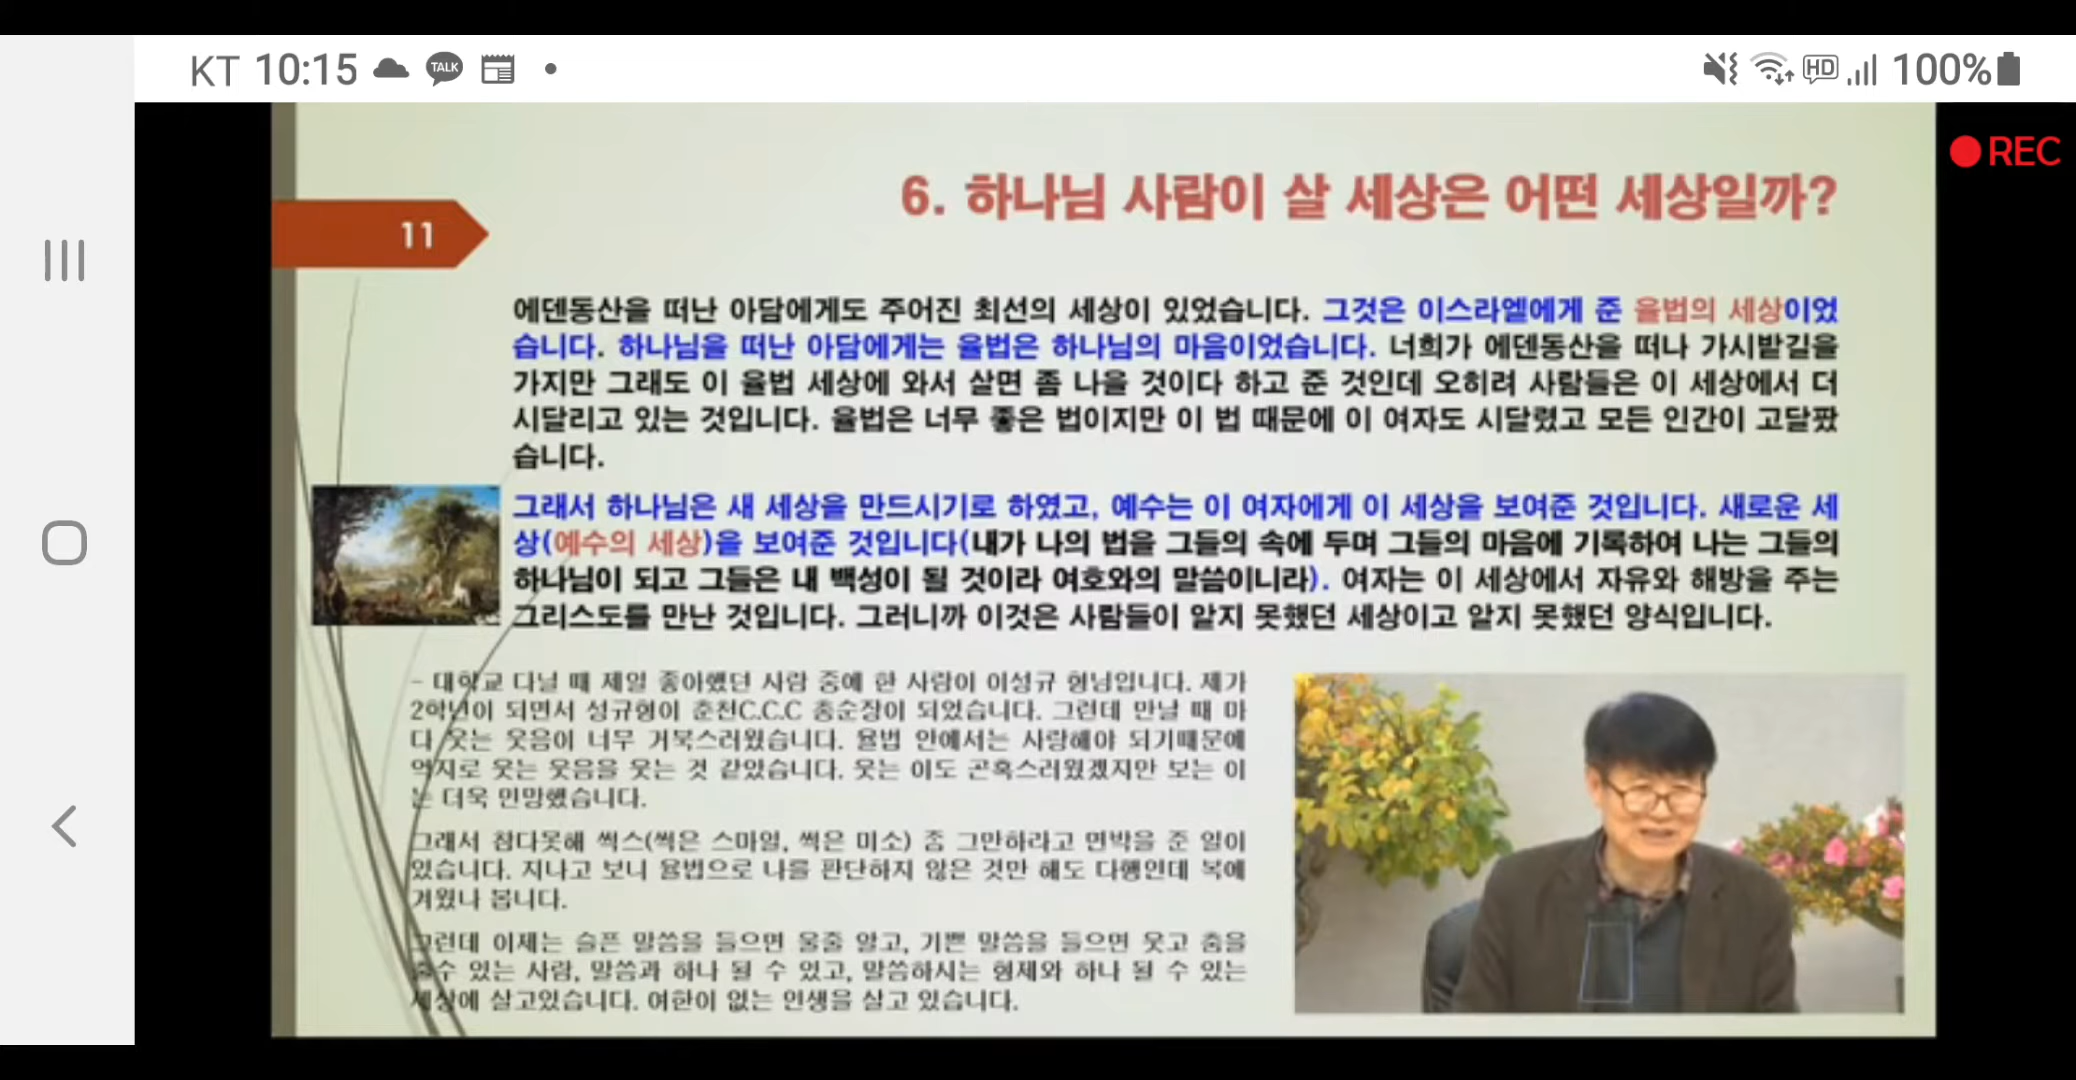 KT 10:15 TALK HD 100%
REC
6. 하나님 사람이 살 세상은 어떤 세상일까?
11
에덴동산을 떠난 아담에게도 주어진 최선의 세상이 있었습니다. 그것은 이스라엘에게 준 율법의 세상이었
습니다. 하나님을 떠난 아담에게는 율법은 하나님의 마음이었습니다. 너희가 에덴동산을 떠나 가시밭길을
가지만 그래도 이 율법 세상에 와서 살면 좀 나을 것이다 하고 준 것인데 오히려 사람들은 이 세상에서 더
시달리고 있는 것입니다. 율법은 너무 좋은 법이지만 이 법 때문에 이 여자도 시달렸고 모든 인간이 고달팠
습니다.
그래서 하나님은 새 세상을 만드시기로 하였고, 예수는 이 여자에게 이 세상을 보여준 것입니다. 새로운 세
상(예수의 세상)을 보여준 것입니다(내가 나의 법을 그들의 속에 두며 그들의 마음에 기록하여 나는 그들의
하나님이 되고 그들은 내 백성이 될 것이라 여호와의 말씀이니라). 여자는 이 세상에서 자유와 해방을 주는
그리스도를 만난 것입니다. 그러니까 이것은 사람들이 알지 못했던 세상이고 알지 못했던 양식입니다.
- 대학교 다닐 때 제일 좋아했던 사람 중에 한 사람이 이성규 형님입니다. 제가
2학년이 되면서 성규형이 춘천C.C.C 총순장이 되었습니다. 그런데 만날 때 마
다 웃는 웃음이 너무 거북스러웠습니다. 율법 안에서는 사랑해야 되기때문에
억지로 웃는 웃음을 웃는 것 같았습니다. 웃는 이도 곤혹스러웠겠지만 보는 이
는 더욱 민망했습니다.
그래서 참다못해 썩스(썩은 스마일, 썩은 미소) 좀 그만하라고 면박을 준 일이
있습니다. 지나고 보니 율법으로 나를 판단하지 않은 것만 해도 다행인데 복에
겨웠나 봅니다.
그런데 이제는 슬픈 말씀을 들으면 울줄 알고, 기쁜 말씀을 들으면 웃고 춤을
출수 있는 사람, 말씀과 하나 될 수 있고, 말씀하시는 형제와 하나 될 수 있는
세상에 살고있습니다. 여한이 없는 인생을 살고 있습니다.